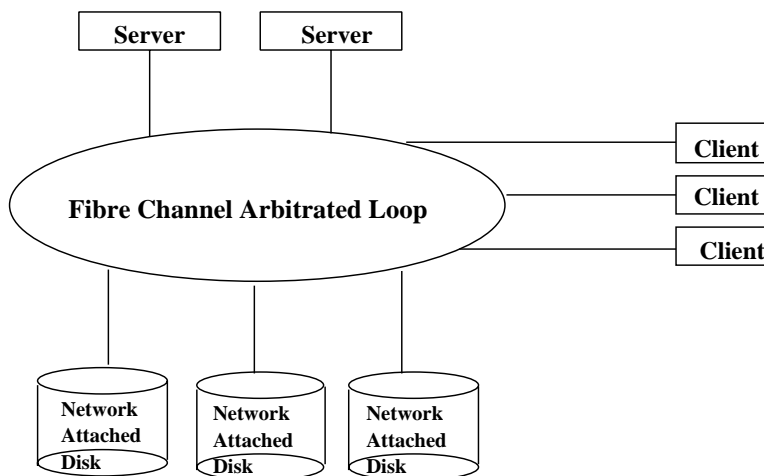 Server
Server
Client
Client
Client
Fibre Channel Arbitrated Loop
Network
Attached
Disk
Network
Attached
Disk
Network
Attached
Disk